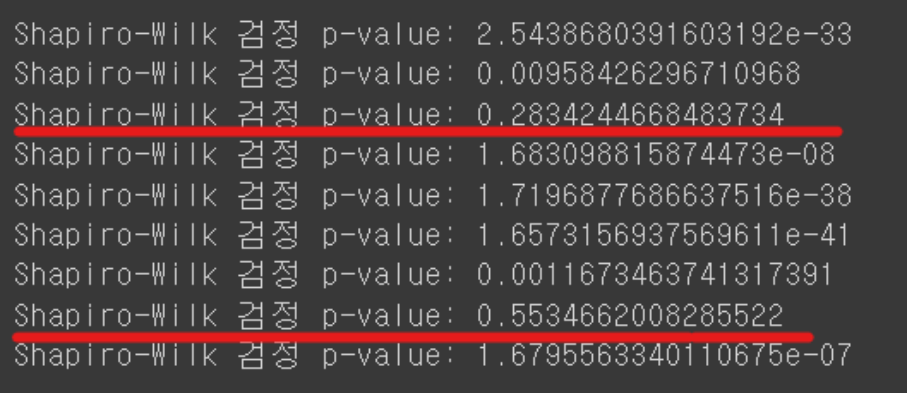 Shapiro-Wilk 검정 p-value: 2.5438680391603192e-33
Shapiro-Wilk 검정 p-value: 0.00958426296710968
Shapiro-Wilk 검정 p-value: 0.2834244668483734
Shapiro-Wilk 검정 p-value: 1.683098815874473e-08
Shapiro-Wilk 검정 p-value: 1.7196877686637516e-38
Shapiro-Wilk 검정 p-value: 1.6573156937569611e-41
Shapiro-Wilk 검정 p-value: 0.0011673463741317391
Shapiro-Wilk 검정 p-value: 0.5534662008285522
Shapiro-Wilk 검정 p-value: 1.6795563340110675e-07